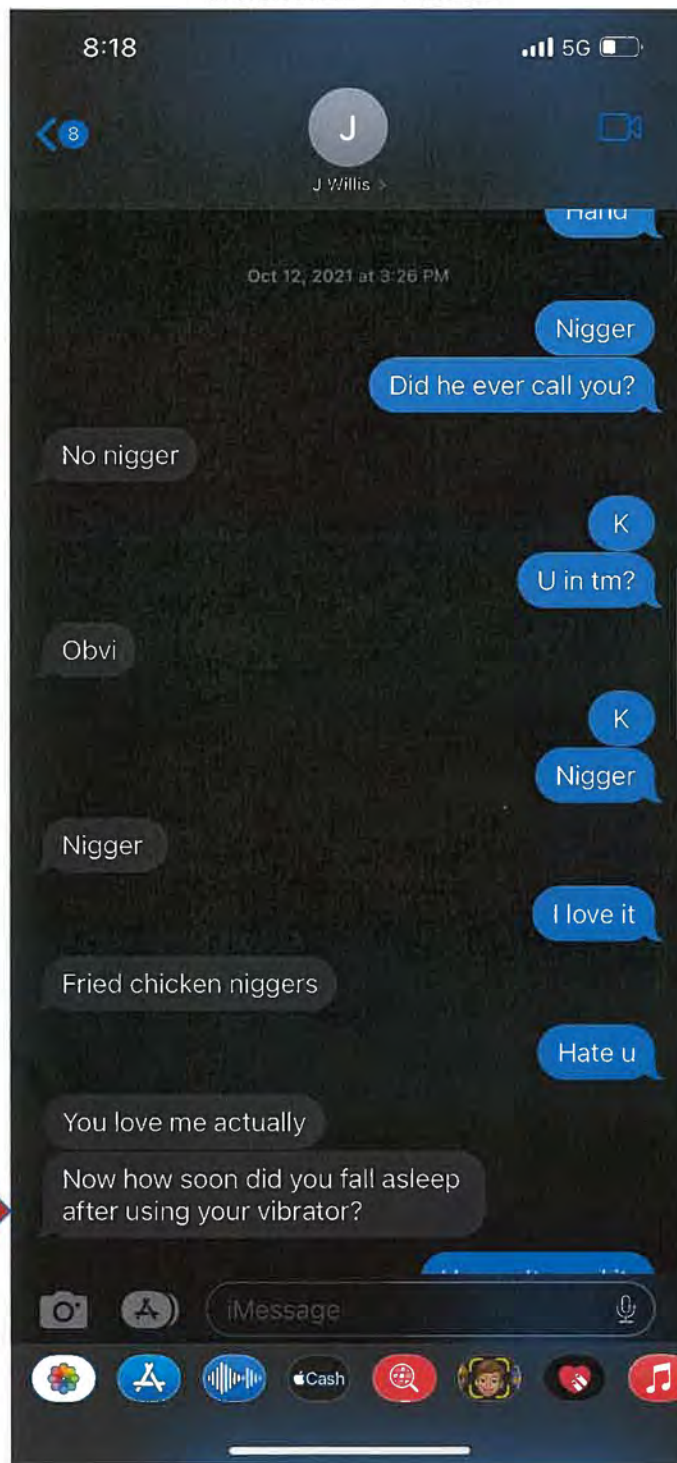 8:18
5G
8
J
J Willis >
Hand
Oct 12, 2021 at 3:26 PM
Nigger
Did he ever call you?
No nigger
K
U in tm?
Obvi
K
Nigger
Nigger
I love it
Fried chicken niggers
Hate u
You love me actually
Now how soon did you fall asleep
after using your vibrator?
iMessage
Cash